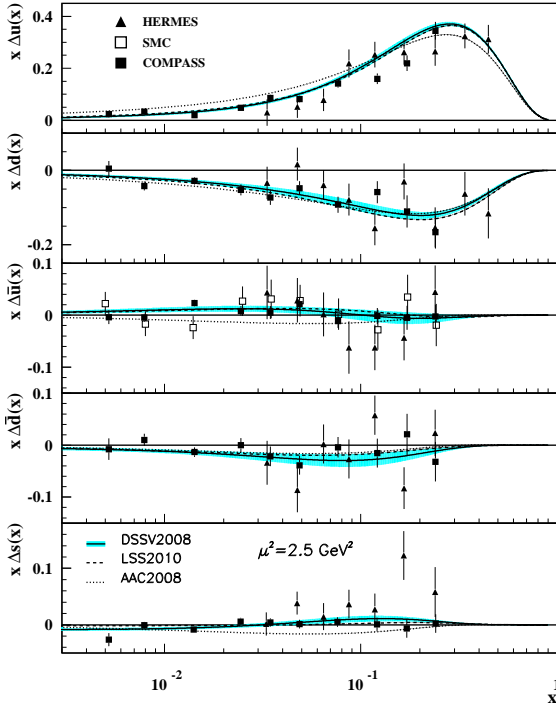 x Δu(x)
0.4
0.2
0
HERMES
SMC
COMPASS
x Δd(x)
0
-0.2
x Δū(x)
0.1
0
-0.1
x Δd̄(x)
0.1
0
-0.1
x Δs(x)
0.1
0
DSSV2008
LSS2010
AAC2008
μ²=2.5 GeV²
10⁻²
10⁻¹
1
x